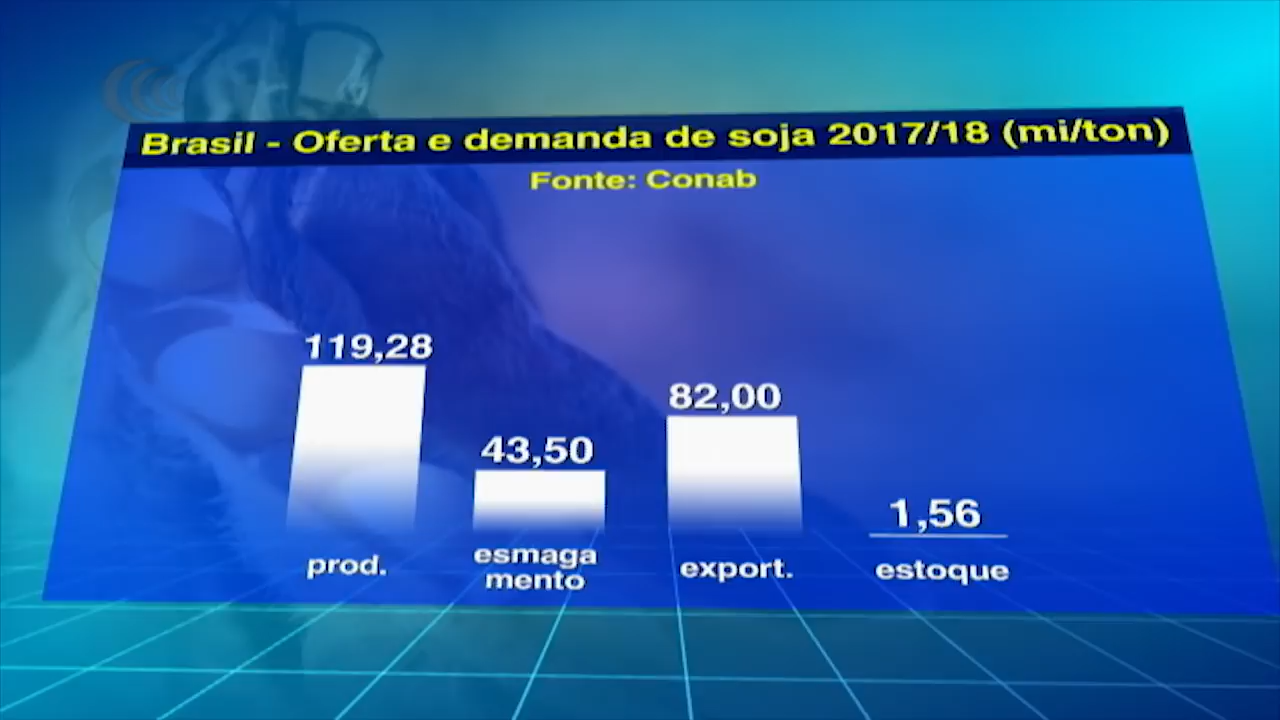 Brasil - Oferta e demanda de soja 2017/18 (mi/ton)
Fonte: Conab
119,28
43,50
82,00
1,56
prod.
esmaga
mento
export.
estoque